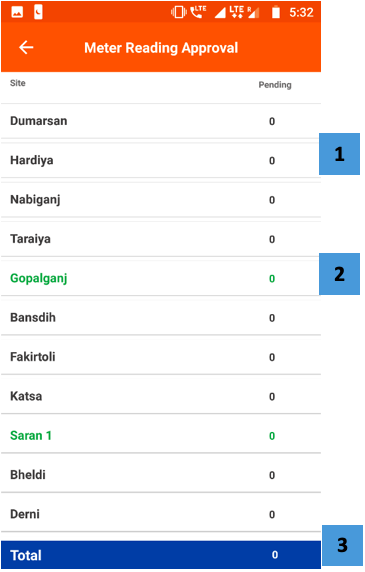 LTE LTE R 5:32
Meter Reading Approval
Site Pending
Dumarsan 0
1
Hardiya 0
Nabiganj 0
Taraiya 0
Gopalganj 0
2
Bansdih 0
Fakirtoli 0
Katsa 0
Saran 1 0
Bheldi 0
Derni 0
3
Total 0